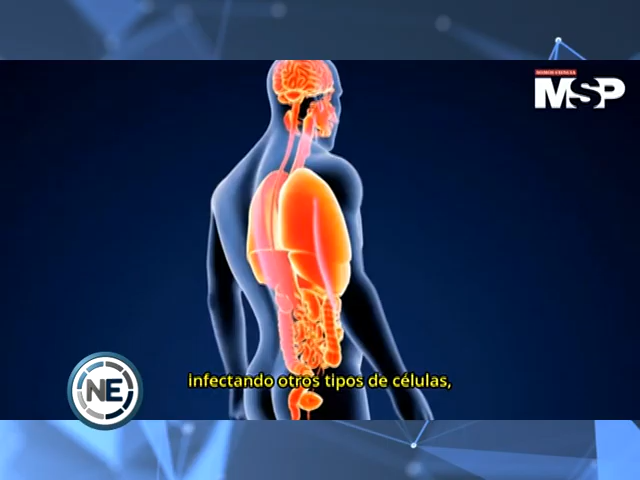 MSP
NE
infectando otros tipos de células,